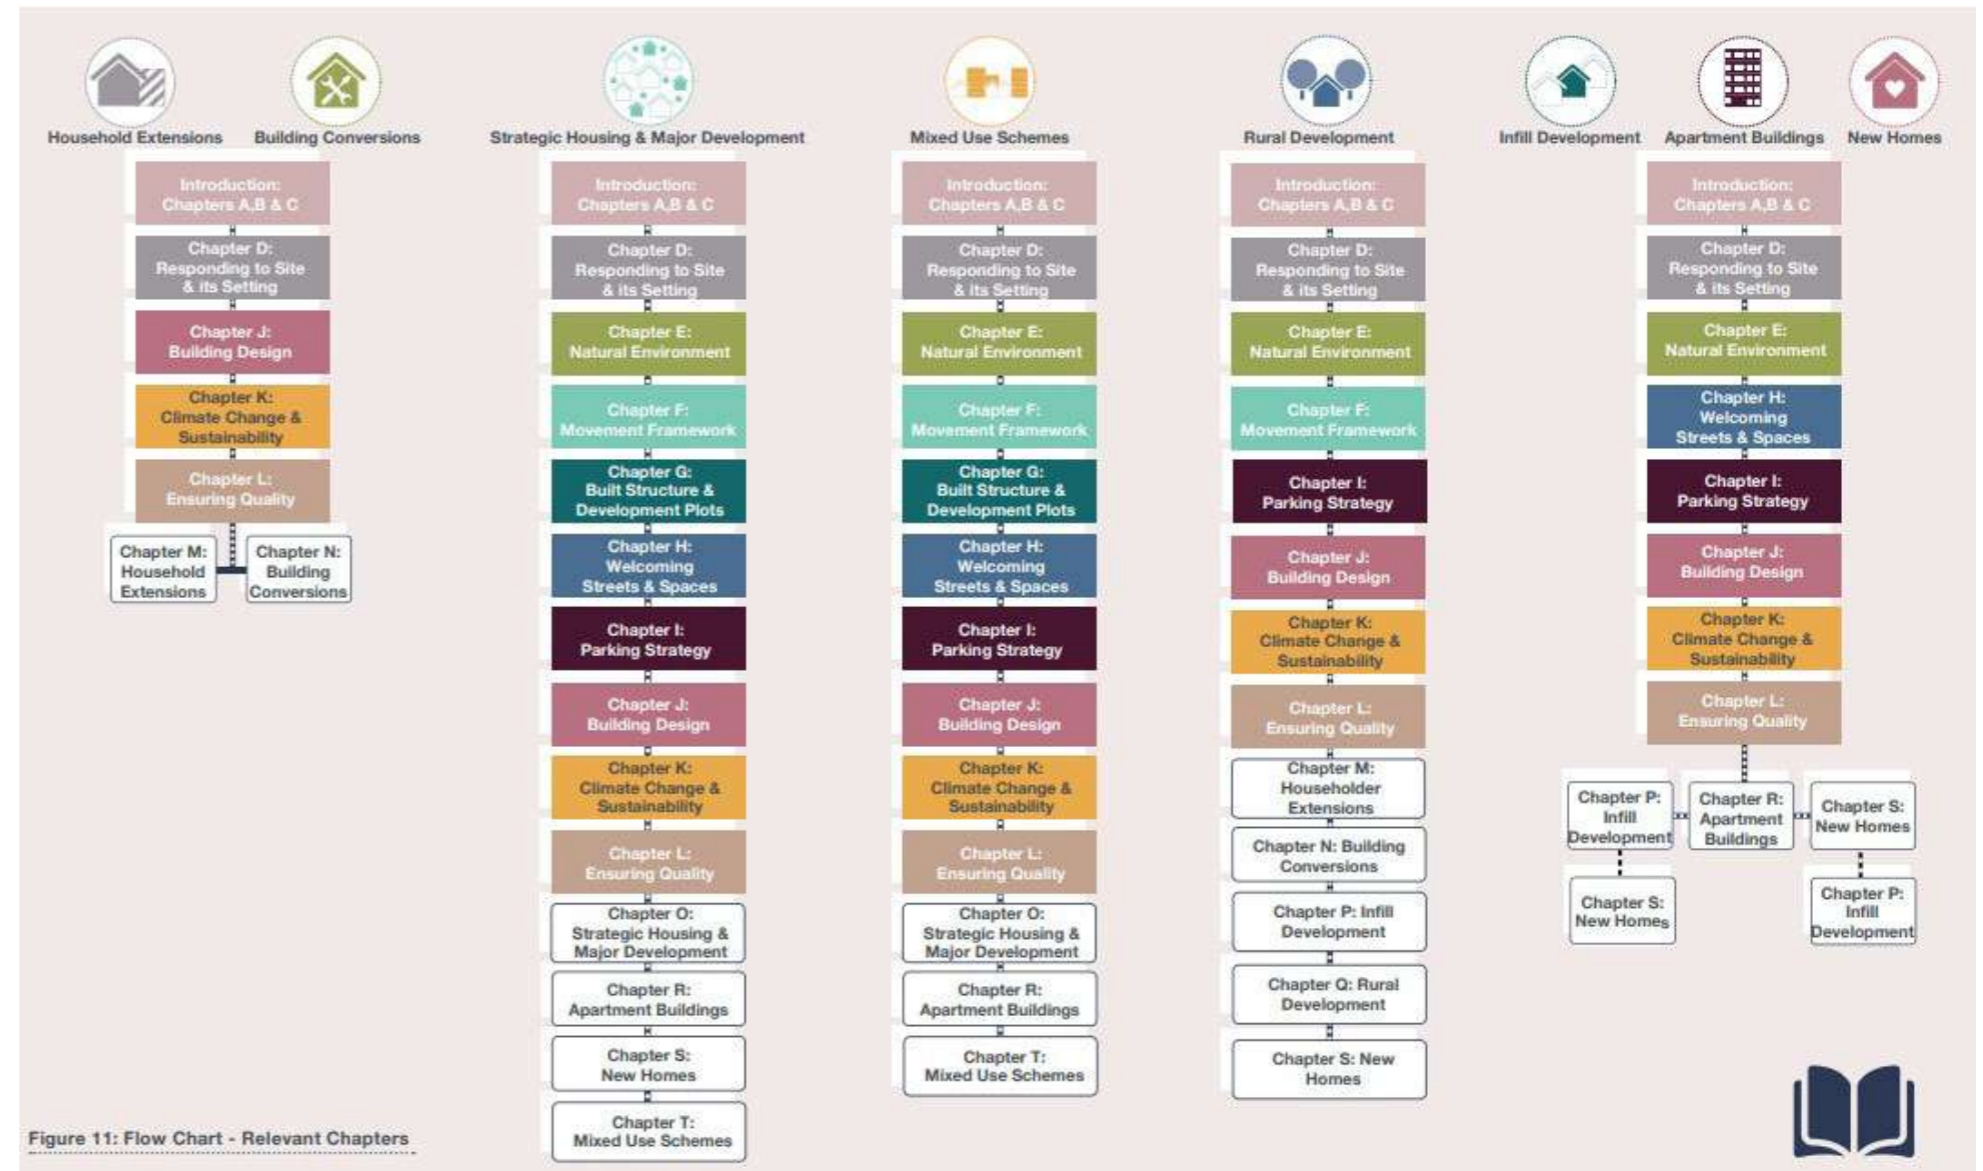 Household Extensions
Building Conversions
Introduction:
Chapters A,B & C
Chapter D:
Responding to Site
& its Setting
Chapter J:
Building Design
Chapter K:
Climate Change &
Sustainability
Chapter L:
Ensuring Quality
Chapter M:
Household
Extensions
Chapter N:
Building
Conversions
Strategic Housing & Major Development
Introduction:
Chapters A,B & C
Chapter D:
Responding to Site
& its Setting
Chapter E:
Natural Environment
Chapter F:
Movement Framework
Chapter G:
Built Structure &
Development Plots
Chapter H:
Welcoming
Streets & Spaces
Chapter I:
Parking Strategy
Chapter J:
Building Design
Chapter K:
Climate Change &
Sustainability
Chapter L:
Ensuring Quality
Chapter O:
Strategic Housing &
Major Development
Chapter R:
Apartment Buildings
Chapter S:
New Homes
Chapter T:
Mixed Use Schemes
Mixed Use Schemes
Introduction:
Chapters A,B & C
Chapter D:
Responding to Site
& its Setting
Chapter E:
Natural Environment
Chapter F:
Movement Framework
Chapter G:
Built Structure &
Development Plots
Chapter H:
Welcoming
Streets & Spaces
Chapter I:
Parking Strategy
Chapter J:
Building Design
Chapter K:
Climate Change &
Sustainability
Chapter L:
Ensuring Quality
Chapter O:
Strategic Housing &
Major Development
Chapter R:
Apartment Buildings
Chapter T:
Mixed Use Schemes
Rural Development
Introduction:
Chapters A,B & C
Chapter D:
Responding to Site
& its Setting
Chapter E:
Natural Environment
Chapter F:
Movement Framework
Chapter I:
Parking Strategy
Chapter J:
Building Design
Chapter K:
Climate Change &
Sustainability
Chapter L:
Ensuring Quality
Chapter M:
Householder
Extensions
Chapter N: Building
Conversions
Chapter P: Infill
Development
Chapter Q: Rural
Development
Chapter S: New
Homes
Infill Development
Apartment Buildings
New Homes
Introduction:
Chapters A,B & C
Chapter D:
Responding to Site
& its Setting
Chapter E:
Natural Environment
Chapter H:
Welcoming
Streets & Spaces
Chapter I:
Parking Strategy
Chapter J:
Building Design
Chapter K:
Climate Change &
Sustainability
Chapter L:
Ensuring Quality
Chapter P:
Infill
Development
Chapter R:
Apartment
Buildings
Chapter S:
New Homes
Chapter S:
New Homes
Chapter P:
Infill
Development
Figure 11: Flow Chart - Relevant Chapters